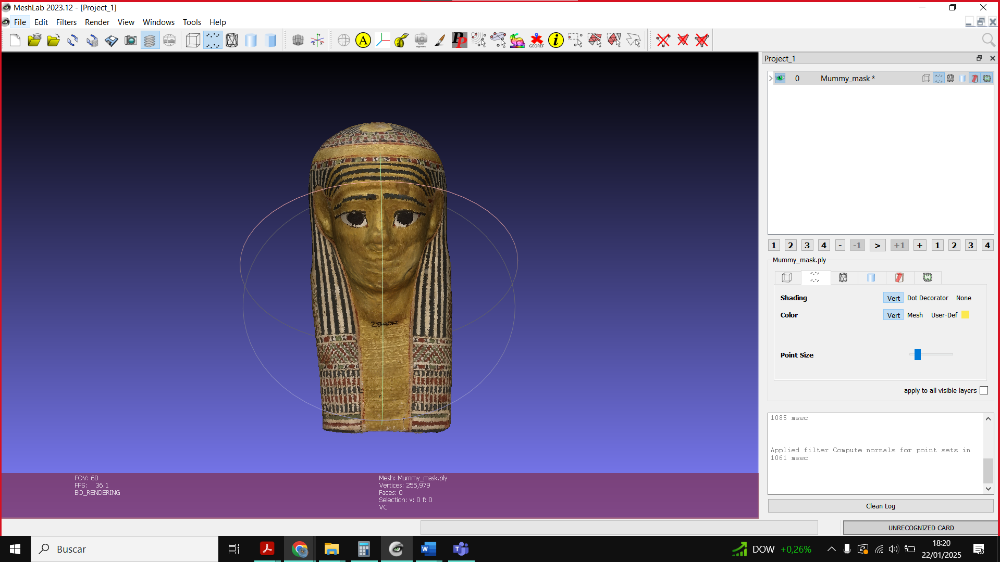 MeshLab 2023.12 - [Project_1]
File Edit Filters Render View Windows Tools Help
A
PP
GEOREF
i
Project_1
0 Mummy_mask *
1 2 3 4 - -1 > +1 + 1 2 3 4
Mummy_mask.ply
Shading Vert Dot Decorator None
Color Vert Mesh User-Def
Point Size
apply to all visible layers
1085 msec
Applied filter Compute normals for point sets in
1061 msec
Clean Log
UNRECOGNIZED CARD
FOV: 60
FPS: 36.1
BO_RENDERING
Mesh: Mummy_mask.ply
Vertices: 255,979
Faces: 0
Selection: v: 0 f: 0
VC
Buscar
DOW +0,26%
18:20
22/01/2025